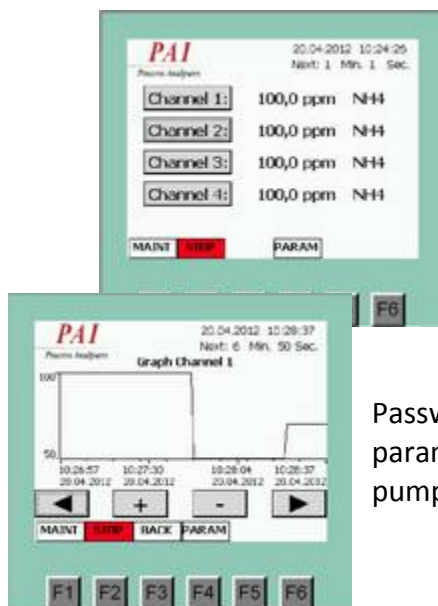 PAI
Process Analysers
20.04.2012 10:24:26
Next: 1 Min. 1 Sec.
Channel 1: 100,0 ppm NH4
Channel 2: 100,0 ppm NH4
Channel 3: 100,0 ppm NH4
Channel 4: 100,0 ppm NH4
MAINT STOP PARAM
F6
PAI
Process Analysers
20.04.2012 10:28:37
Next: 6 Min. 50 Sec.
Graph Channel 1
100
50
10:26:57 10:27:30 10:28:04 10:28:37
20.04.2012 20.04.2012 20.04.2012 20.04.2012
+ -
MAINT STOP BACK PARAM
F1 F2 F3 F4 F5 F6
Passw
param
pump